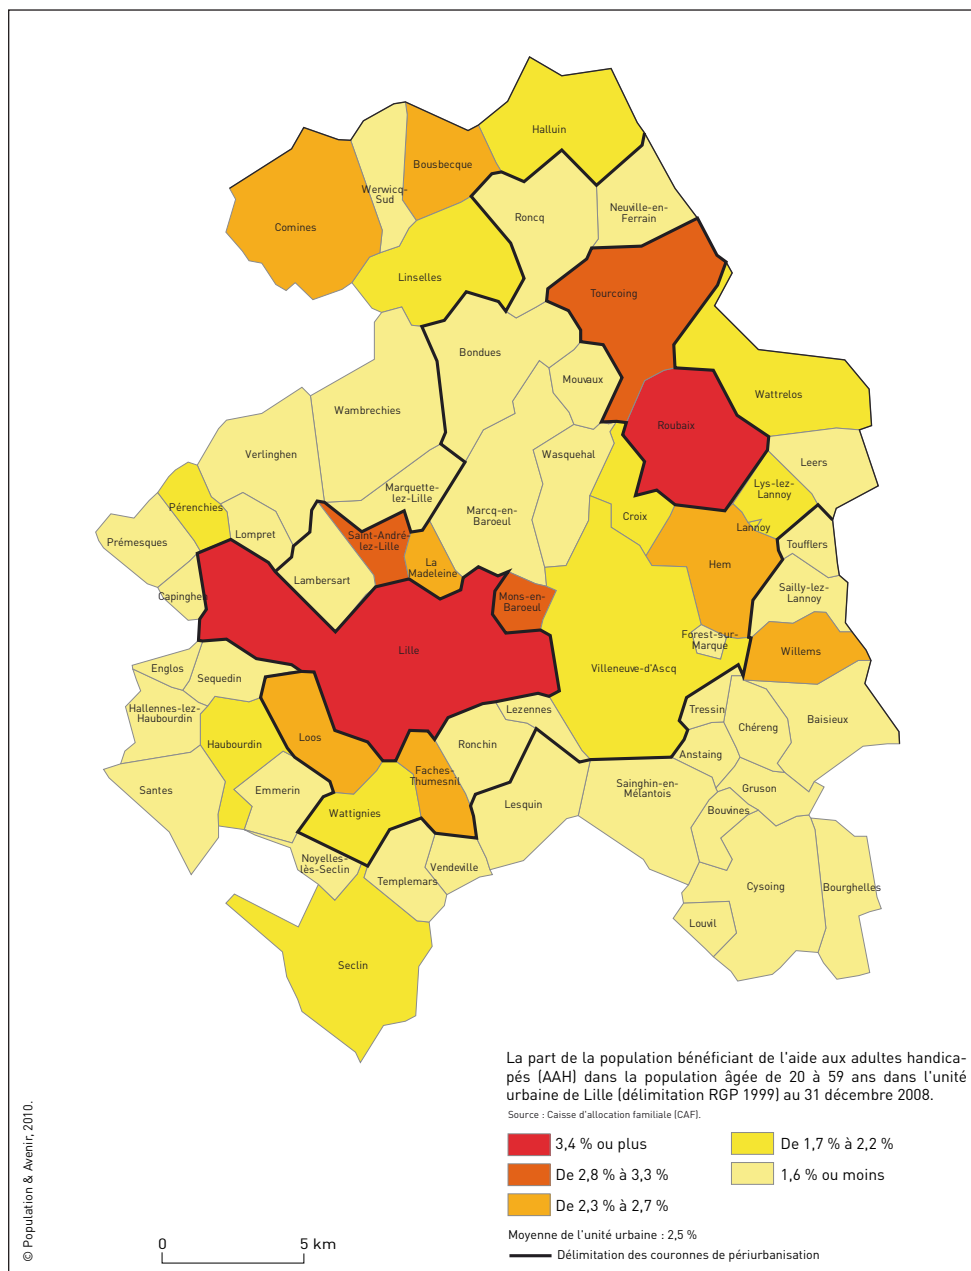 Halluin
Bousbecque
Werwicq-
Sud
Neuville-en-
Ferrain
Roncq
Comines
Linselles
Tourcoing
Bondues
Mouvaux
Wattrelos
Wambrechies
Roubaix
Verlinghen
Wasquehal
Leers
Marquette-
lez-Lille
Lys-lez-
Lannoy
Pérenchies
Marcq-en-
Baroeul
Croix
Lannoy
Prémesques
Lompret
Saint-André-
lez-Lille
Toufflers
La
Madeleine
Hem
Lambersart
Sailly-lez-
Lannoy
Capinghen
Mons-en-
Baroeul
Forest-sur-
Marque
Lille
Willems
Englos
Sequedin
Villeneuve-d'Ascq
Hallennes-lez-
Haubourdin
Lezennes
Tressin
Chéreng
Baisieux
Loos
Haubourdin
Ronchin
Anstaing
Faches-
Thumesnil
Santes
Emmerin
Sainghin-en-
Mélantois
Gruson
Lesquin
Wattignies
Bouvines
Noyelles-
lès-Seclin
Vendeville
Templemars
Cysoing
Bourghelles
Louvil
Seclin
La part de la population bénéficiant de l'aide aux adultes handica-
pés (AAH) dans la population âgée de 20 à 59 ans dans l'unité
urbaine de Lille (délimitation RGP 1999) au 31 décembre 2008.
Source : Caisse d'allocation familiale (CAF).
3,4 % ou plus
De 2,8 % à 3,3 %
De 2,3 % à 2,7 %
De 1,7 % à 2,2 %
1,6 % ou moins
Moyenne de l'unité urbaine : 2,5 %
Délimitation des couronnes de périurbanisation
0 5 km
© Population & Avenir, 2010.